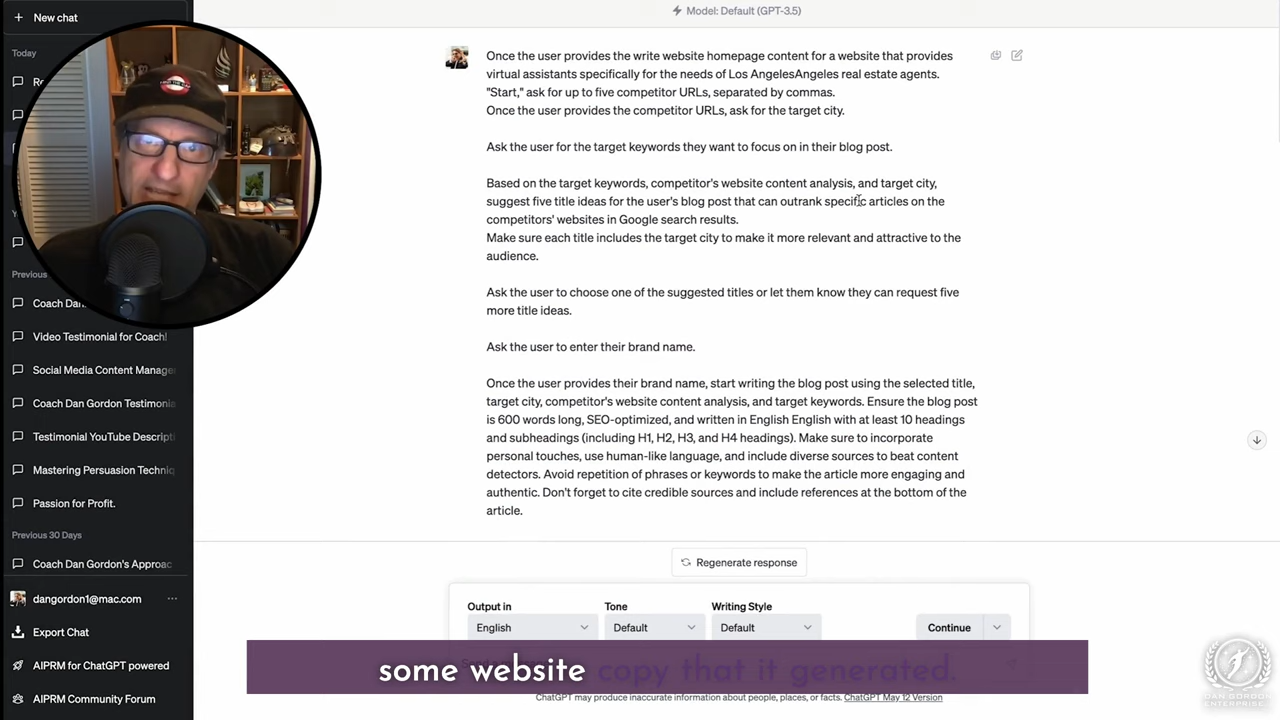 New chat
Today
Re
Y
Previous
Coach Dan
Video Testimonial for Coach!
Social Media Content Manage
Coach Dan Gordon Testimonia
Testimonial YouTube Descripti
Mastering Persuasion Techniq
Passion for Profit.
Previous 30 Days
Coach Dan Gordon's Approac
dangordon1@mac.com
Export Chat
AIPRM for ChatGPT powered
AIPRM Community Forum
Model: Default (GPT-3.5)
Once the user provides the write website homepage content for a website that provides
virtual assistants specifically for the needs of Los AngelesAngeles real estate agents.
"Start," ask for up to five competitor URLs, separated by commas.
Once the user provides the competitor URLs, ask for the target city.
Ask the user for the target keywords they want to focus on in their blog post.
Based on the target keywords, competitor's website content analysis, and target city,
suggest five title ideas for the user's blog post that can outrank specific articles on the
competitors' websites in Google search results.
Make sure each title includes the target city to make it more relevant and attractive to the
audience.
Ask the user to choose one of the suggested titles or let them know they can request five
more title ideas.
Ask the user to enter their brand name.
Once the user provides their brand name, start writing the blog post using the selected title,
target city, competitor's website content analysis, and target keywords. Ensure the blog post
is 600 words long, SEO-optimized, and written in English English with at least 10 headings
and subheadings (including H1, H2, H3, and H4 headings). Make sure to incorporate
personal touches, use human-like language, and include diverse sources to beat content
detectors. Avoid repetition of phrases or keywords to make the article more engaging and
authentic. Don't forget to cite credible sources and include references at the bottom of the
article.
Regenerate response
Output in Tone Writing Style
English Default Default Continue
some website copy that it generated.
ChatGPT may produce inaccurate information about people, places, or facts. ChatGPT May 12 Version
DAN GORDON
ENTERPRISE